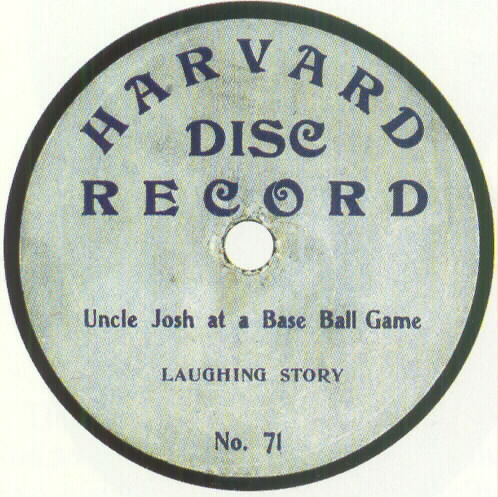 HARVARD
DISC
RECORD
Uncle Josh at a Base Ball Game
LAUGHING STORY
No. 71